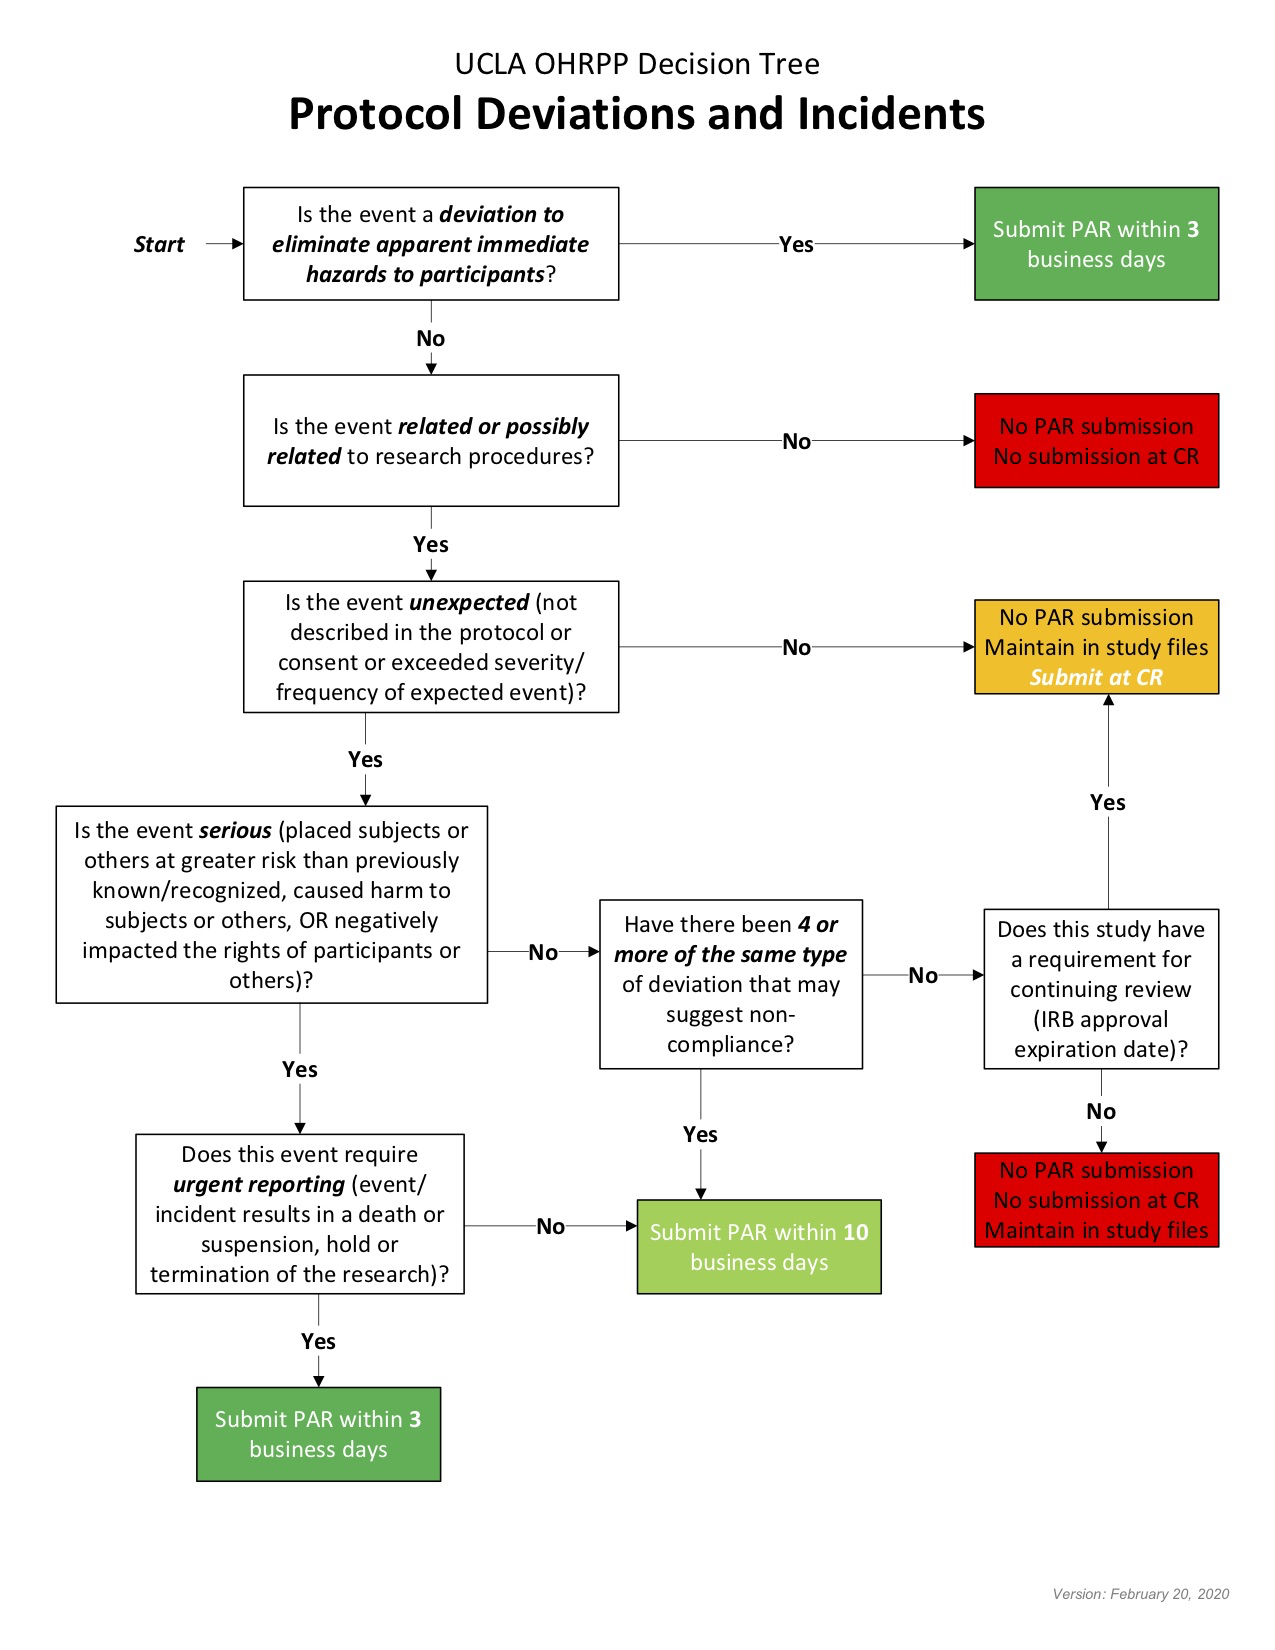 UCLA OHRPP Decision Tree
Protocol Deviations and Incidents
Start
Is the event a deviation to
eliminate apparent immediate
hazards to participants?
Yes
Submit PAR within 3
business days
No
Is the event related or possibly
related to research procedures?
No
No PAR submission
No submission at CR
Yes
Is the event unexpected (not
described in the protocol or
consent or exceeded severity/
frequency of expected event)?
No
No PAR submission
Maintain in study files
Submit at CR
Yes
Yes
Is the event serious (placed subjects or
others at greater risk than previously
known/recognized, caused harm to
subjects or others, OR negatively
impacted the rights of participants or
others)?
No
Have there been 4 or
more of the same type
of deviation that may
suggest non-
compliance?
No
Does this study have
a requirement for
continuing review
(IRB approval
expiration date)?
Yes
Yes
No
Does this event require
urgent reporting (event/
incident results in a death or
suspension, hold or
termination of the research)?
No
Submit PAR within 10
business days
No PAR submission
No submission at CR
Maintain in study files
Yes
Submit PAR within 3
business days
Version: February 20, 2020